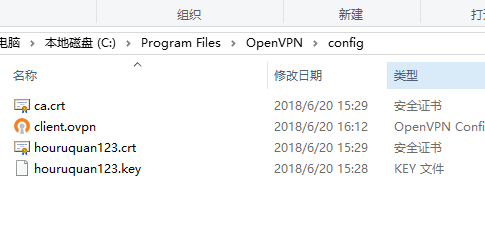 组织 新建 打
电脑 > 本地磁盘 (C:) > Program Files > OpenVPN > config
名称 修改日期 类型
ca.crt 2018/6/20 15:29 安全证书
client.ovpn 2018/6/20 16:12 OpenVPN Confi
houruquan123.crt 2018/6/20 15:29 安全证书
houruquan123.key 2018/6/20 15:28 KEY 文件